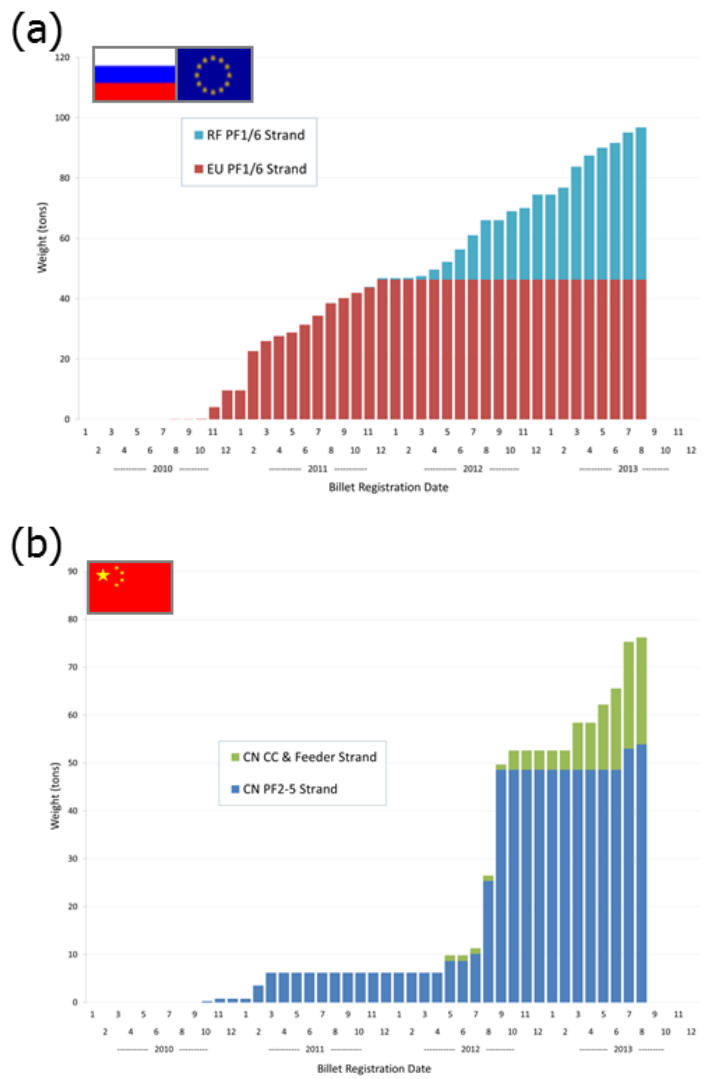 (a)
120
100
80
60
40
20
0
Weight (tons)
RF PF1/6 Strand
EU PF1/6 Strand
1 3 5 7 9 11 1 3 5 7 9 11 1 3 5 7 9 11 1 3 5 7 9 11
2 4 6 8 10 12 2 4 6 8 10 12 2 4 6 8 10 12 2 4 6 8 10 12
----------- 2010 ----------- ----------- 2011 ----------- ----------- 2012 ----------- ----------- 2013 -----------
Billet Registration Date
(b)
90
80
70
60
50
40
30
20
10
0
Weight (tons)
CN CC & Feeder Strand
CN PF2-5 Strand
1 3 5 7 9 11 1 3 5 7 9 11 1 3 5 7 9 11 1 3 5 7 9 11
2 4 6 8 10 12 2 4 6 8 10 12 2 4 6 8 10 12 2 4 6 8 10 12
----------- 2010 ----------- ----------- 2011 ----------- ----------- 2012 ----------- ----------- 2013 -----------
Billet Registration Date